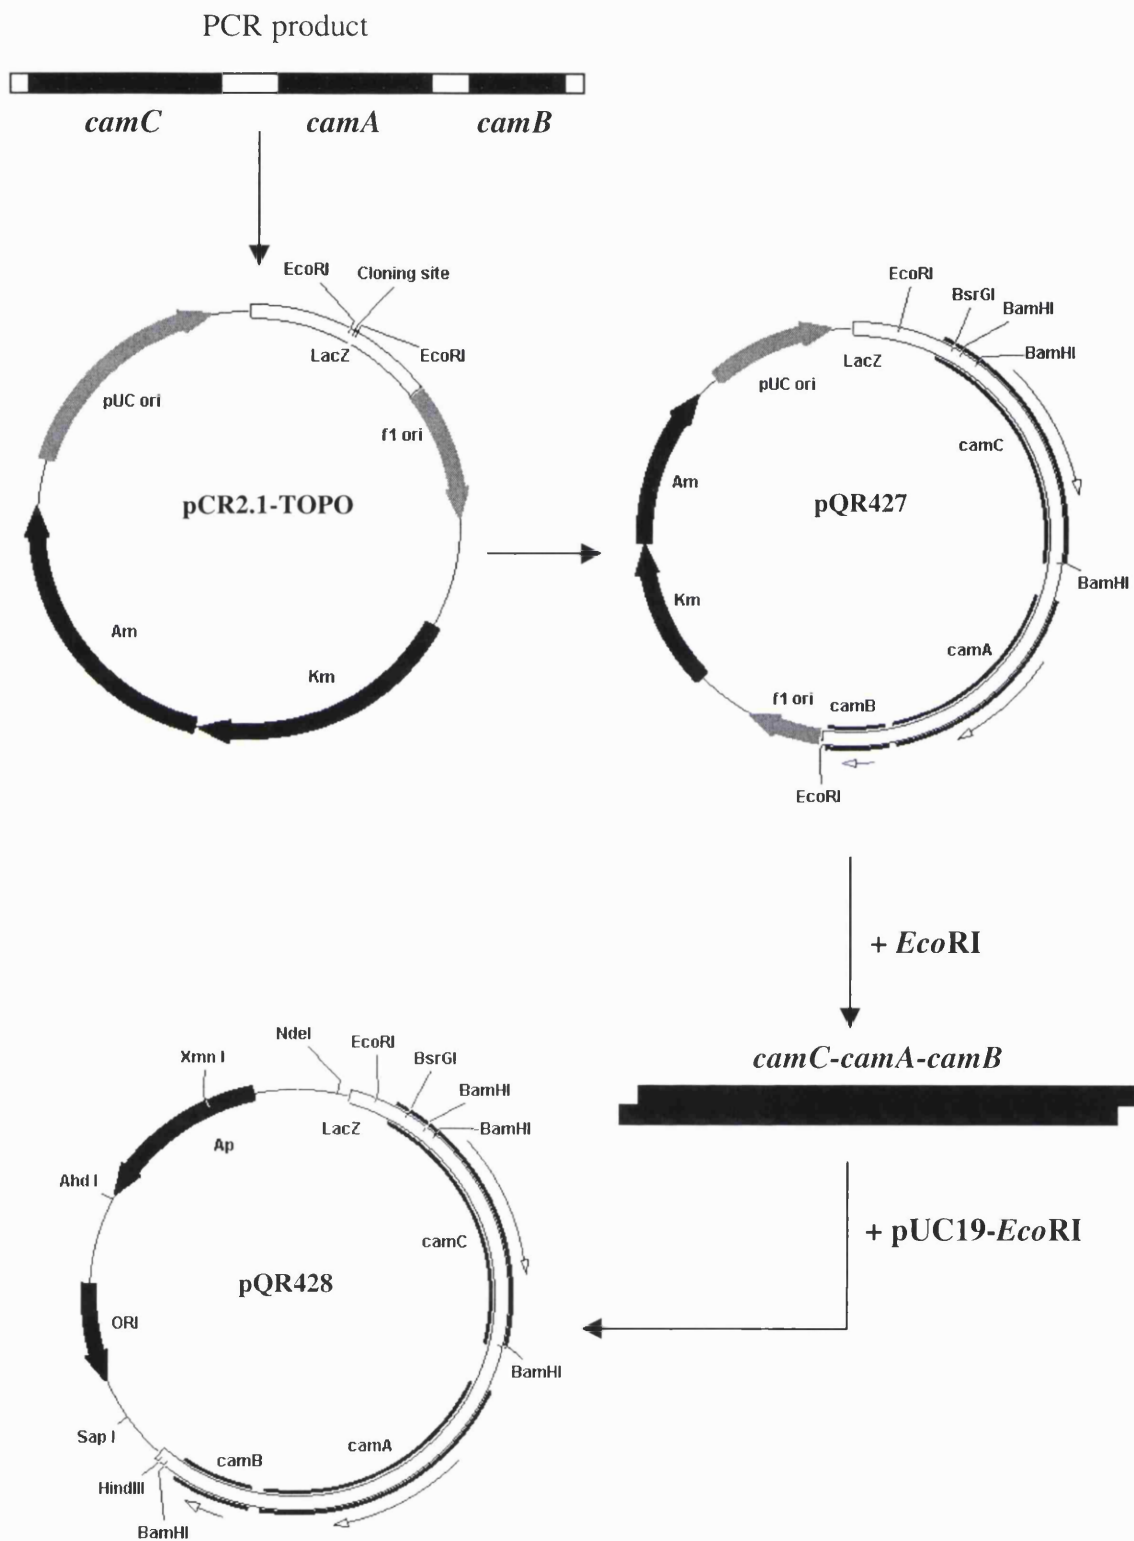 PCR product
camC camA camB
EcoRI Cloning site
LacZ EcoRI
pUC ori
f1 ori
pCR2.1-TOPO
Am
Km
EcoRI
BsrGI
BamHI
BamHI
LacZ
pUC ori
camC
Am
pQR427
BamHI
Km
camA
f1 ori camB
EcoRI
+ EcoRI
camC-camA-camB
+ pUC19-EcoRI
NdeI
EcoRI
Xmn I
BsrGI
BamHI
BamHI
LacZ
Ap
Ahd I
camC
pQR428
ORI
BamHI
Sap I
camA
camB
HindIII
BamHI